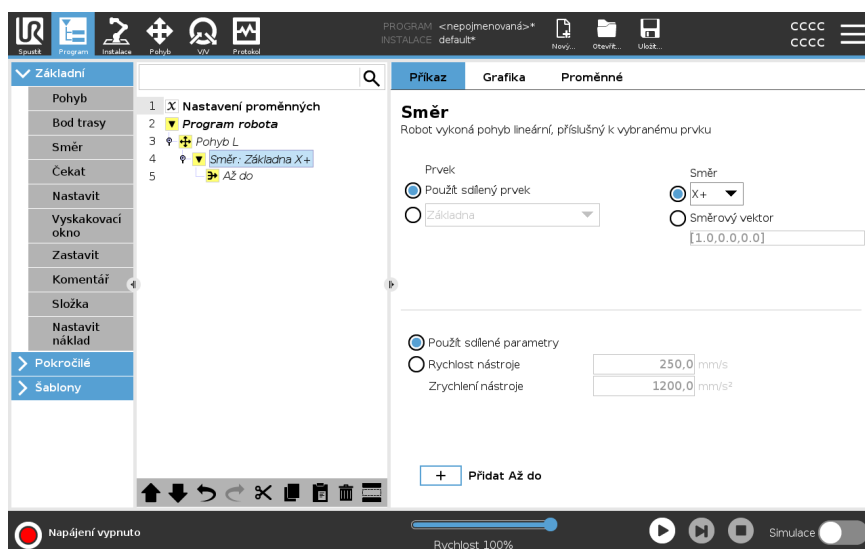 PROGRAM <nepojmenovaná>*
INSTALACE default*
CCCC
CCCC
Spustit Program Instalace Pohyb V/V Protokol Nový... Otevřít... Uložit...
Základní
Pohyb
Bod trasy
Směr
Čekat
Nastavit
Vyskakovací
okno
Zastavit
Komentář
Složka
Nastavit
náklad
Pokročilé
Šablony
1 X Nastavení proměnných
2 Program robota
3 Pohyb L
4 Směr: Základna X+
5 Až do
Příkaz Grafika Proměnné
Směr
Robot vykoná pohyb lineární, příslušný k vybranému prvku
Prvek
Použít sdílený prvek
Základna
Směr
X+
Směrový vektor
[1.0,0.0,0.0]
Použít sdílené parametry
Rychlost nástroje 250,0 mm/s
Zrychlení nástroje 1200,0 mm/s²
+ Přidat Až do
Napájení vypnuto
Rychlost 100%
Simulace